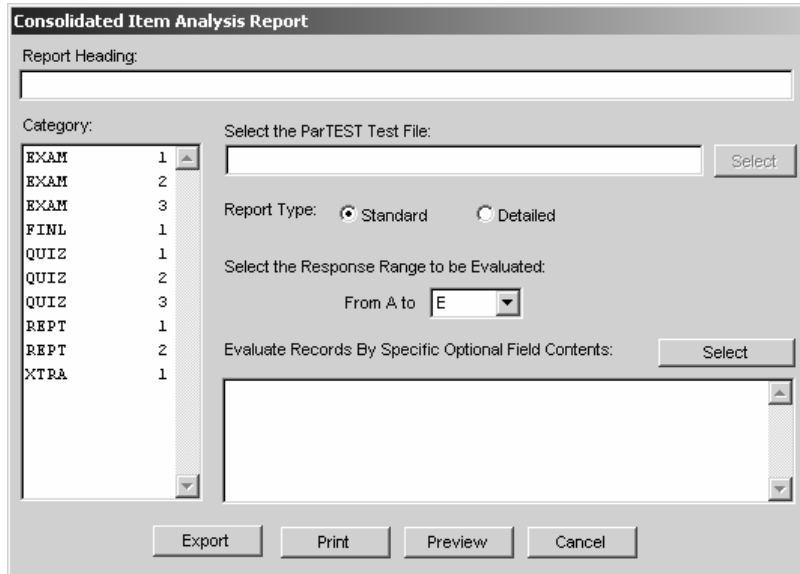 Consolidated Item Analysis Report
Report Heading:
Category:
EXAM 1
EXAM 2
EXAM 3
FINL 1
QUIZ 1
QUIZ 2
QUIZ 3
REPT 1
REPT 2
XTRA 1
Select the ParTEST Test File:
Select
Report Type: Standard Detailed
Select the Response Range to be Evaluated:
From A to E
Evaluate Records By Specific Optional Field Contents: Select
Export Print Preview Cancel